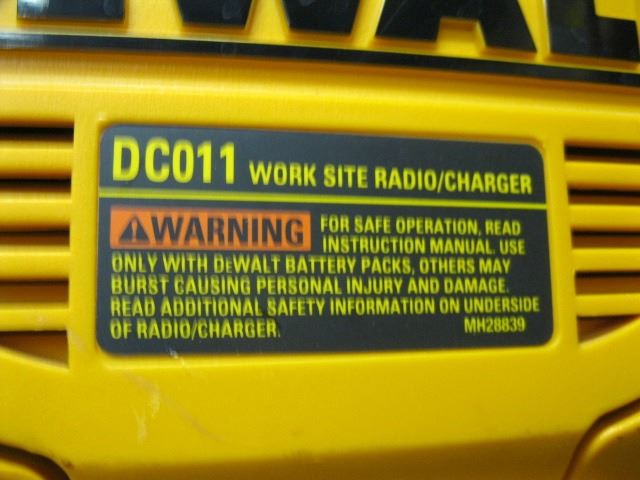 WAL
DC011 WORK SITE RADIO/CHARGER
WARNING FOR SAFE OPERATION, READ
INSTRUCTION MANUAL. USE
ONLY WITH DEWALT BATTERY PACKS, OTHERS MAY
BURST CAUSING PERSONAL INJURY AND DAMAGE.
READ ADDITIONAL SAFETY INFORMATION ON UNDERSIDE
OF RADIO/CHARGER. MH28839